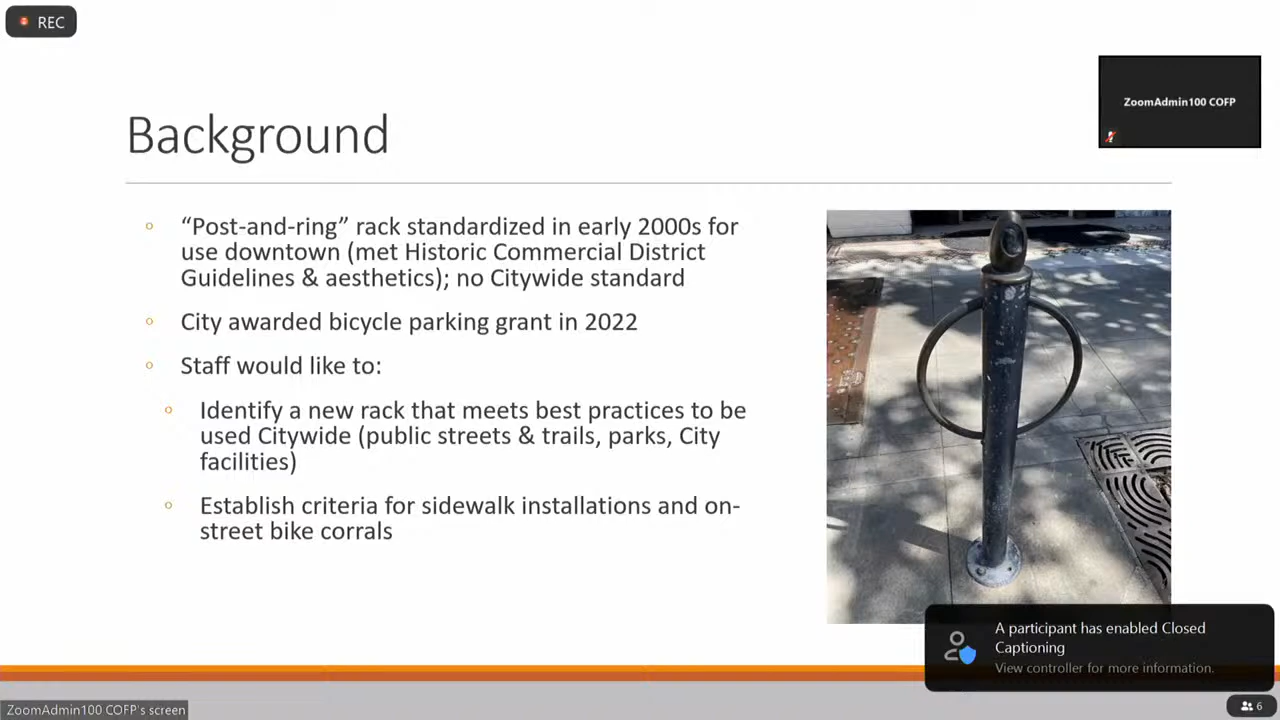 REC
ZoomAdmin100 COFP
Background
“Post-and-ring” rack standardized in early 2000s for
use downtown (met Historic Commercial District
Guidelines & aesthetics); no Citywide standard
City awarded bicycle parking grant in 2022
Staff would like to:
Identify a new rack that meets best practices to be
used Citywide (public streets & trails, parks, City
facilities)
Establish criteria for sidewalk installations and on-
street bike corrals
A participant has enabled Closed
Captioning
View controller for more information.
ZoomAdmin100 COFP's screen
6